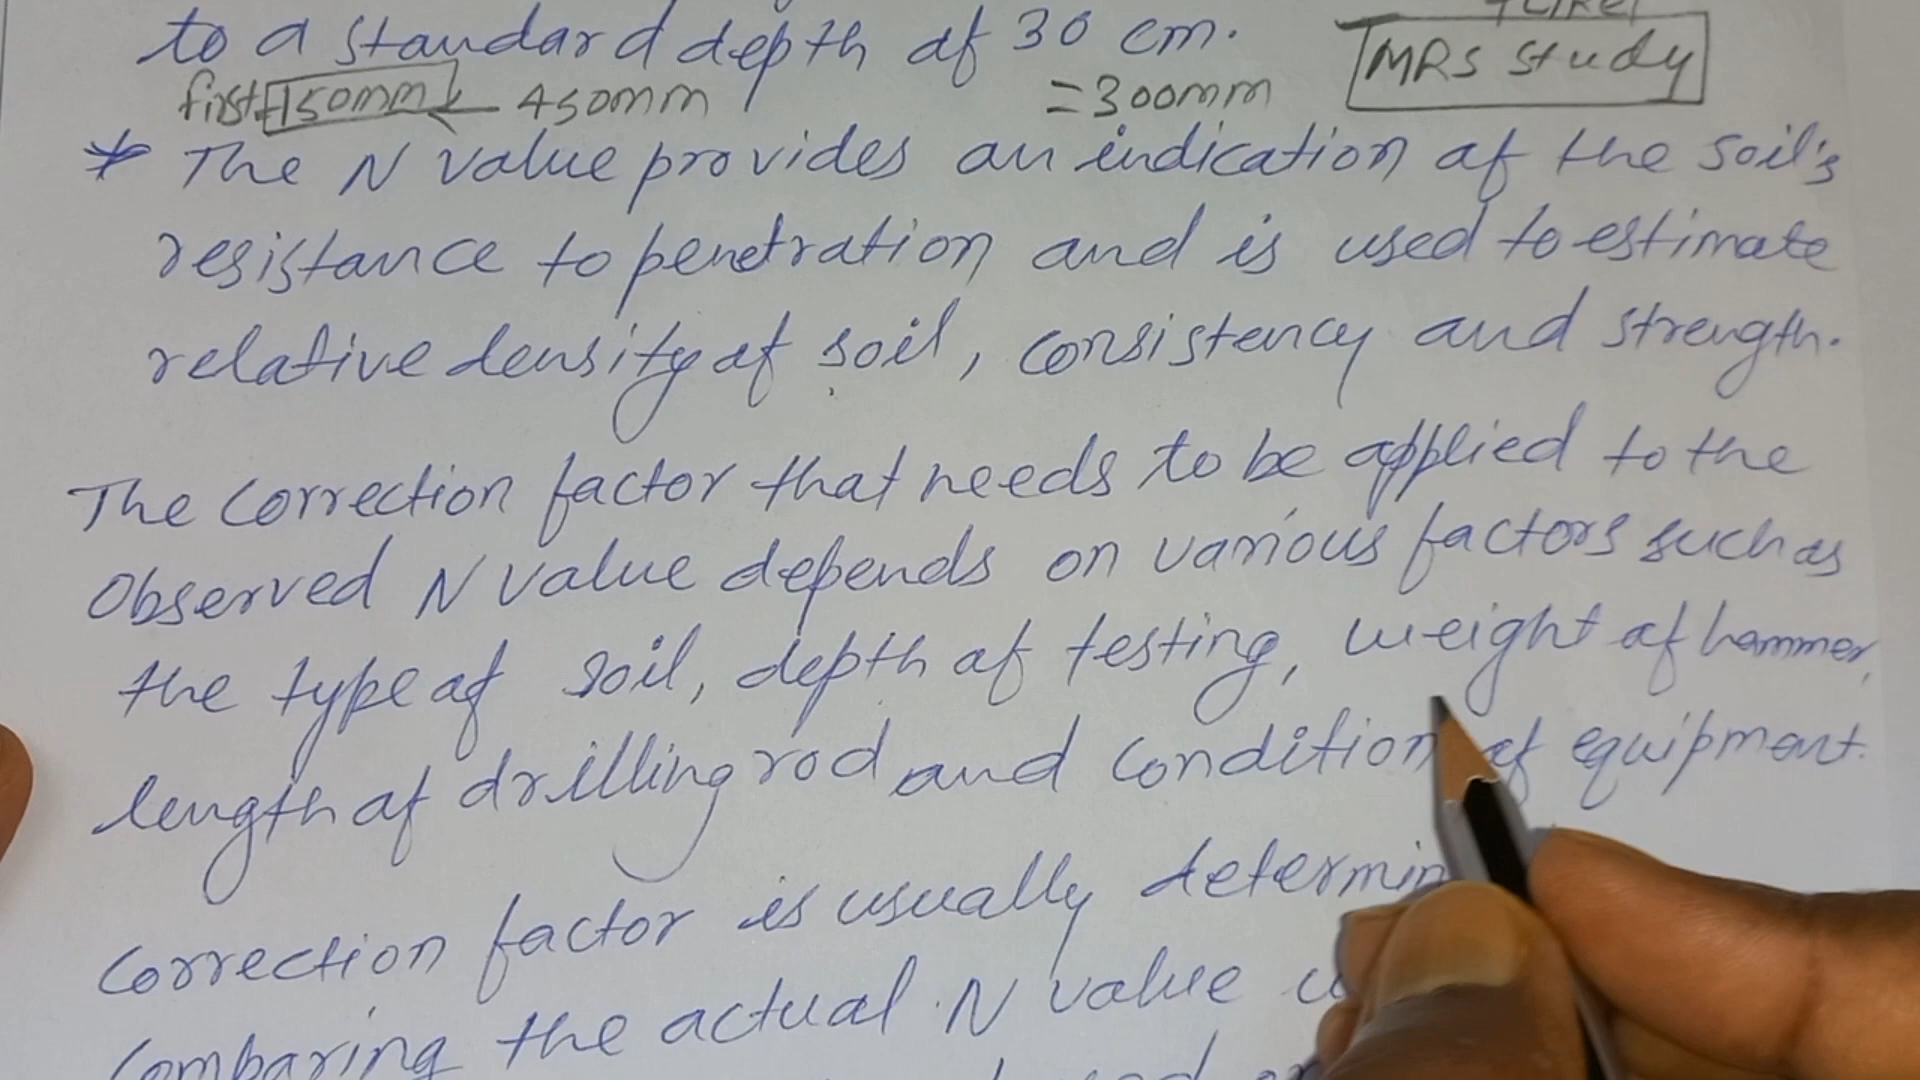 to a standard depth of 30 cm.
MRS Study
first 150mm 450mm = 300mm
* The N value provides an indication of the soil's
resistance to penetration and is used to estimate
relative density of soil, consistency and strength.
The correction factor that needs to be applied to the
Observed N value depends on various factors such as
the type of soil, depth of testing, weight of hammer,
length of drilling rod and condition of equipment.
Correction factor is usually
Comparing the actual N value